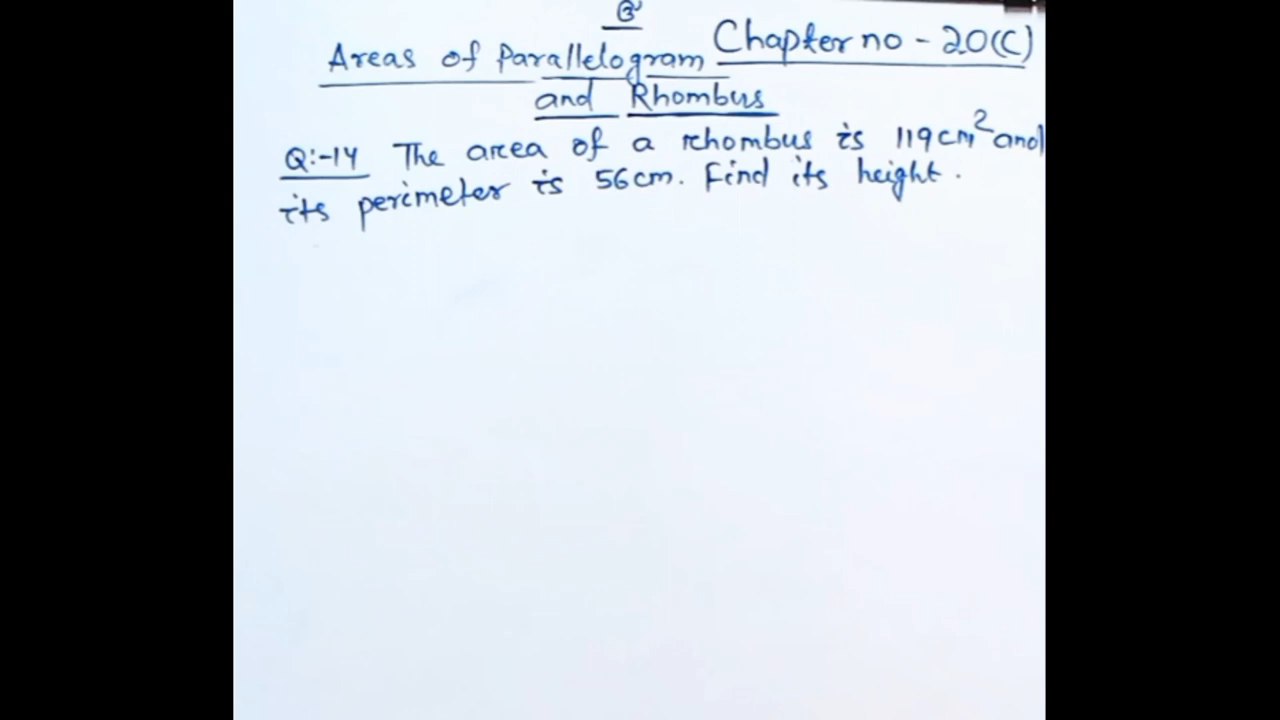 Areas of Parallelogram Chapter no - 20(C)
and Rhombus
Q:-14 The area of a rhombus is 119cm² and
its perimeter is 56cm. Find its height.